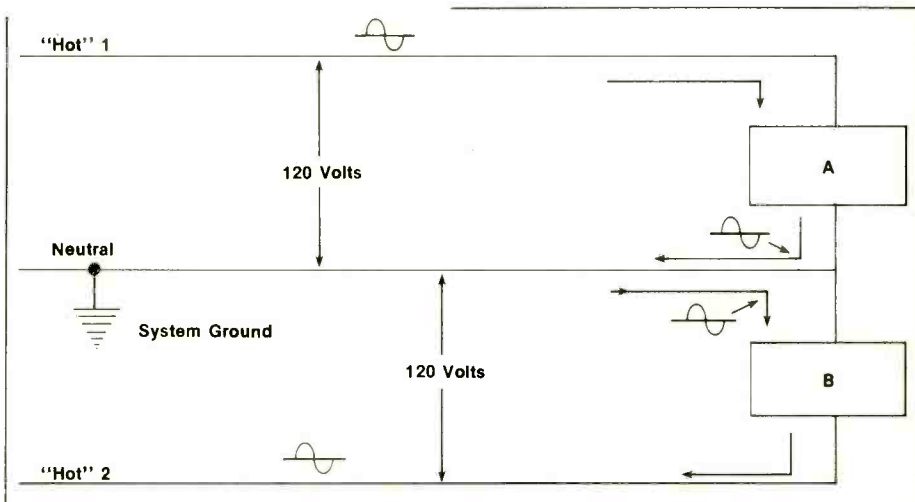 "Hot" 1
120 Volts
A
Neutral
System Ground
120 Volts
B
"Hot" 2